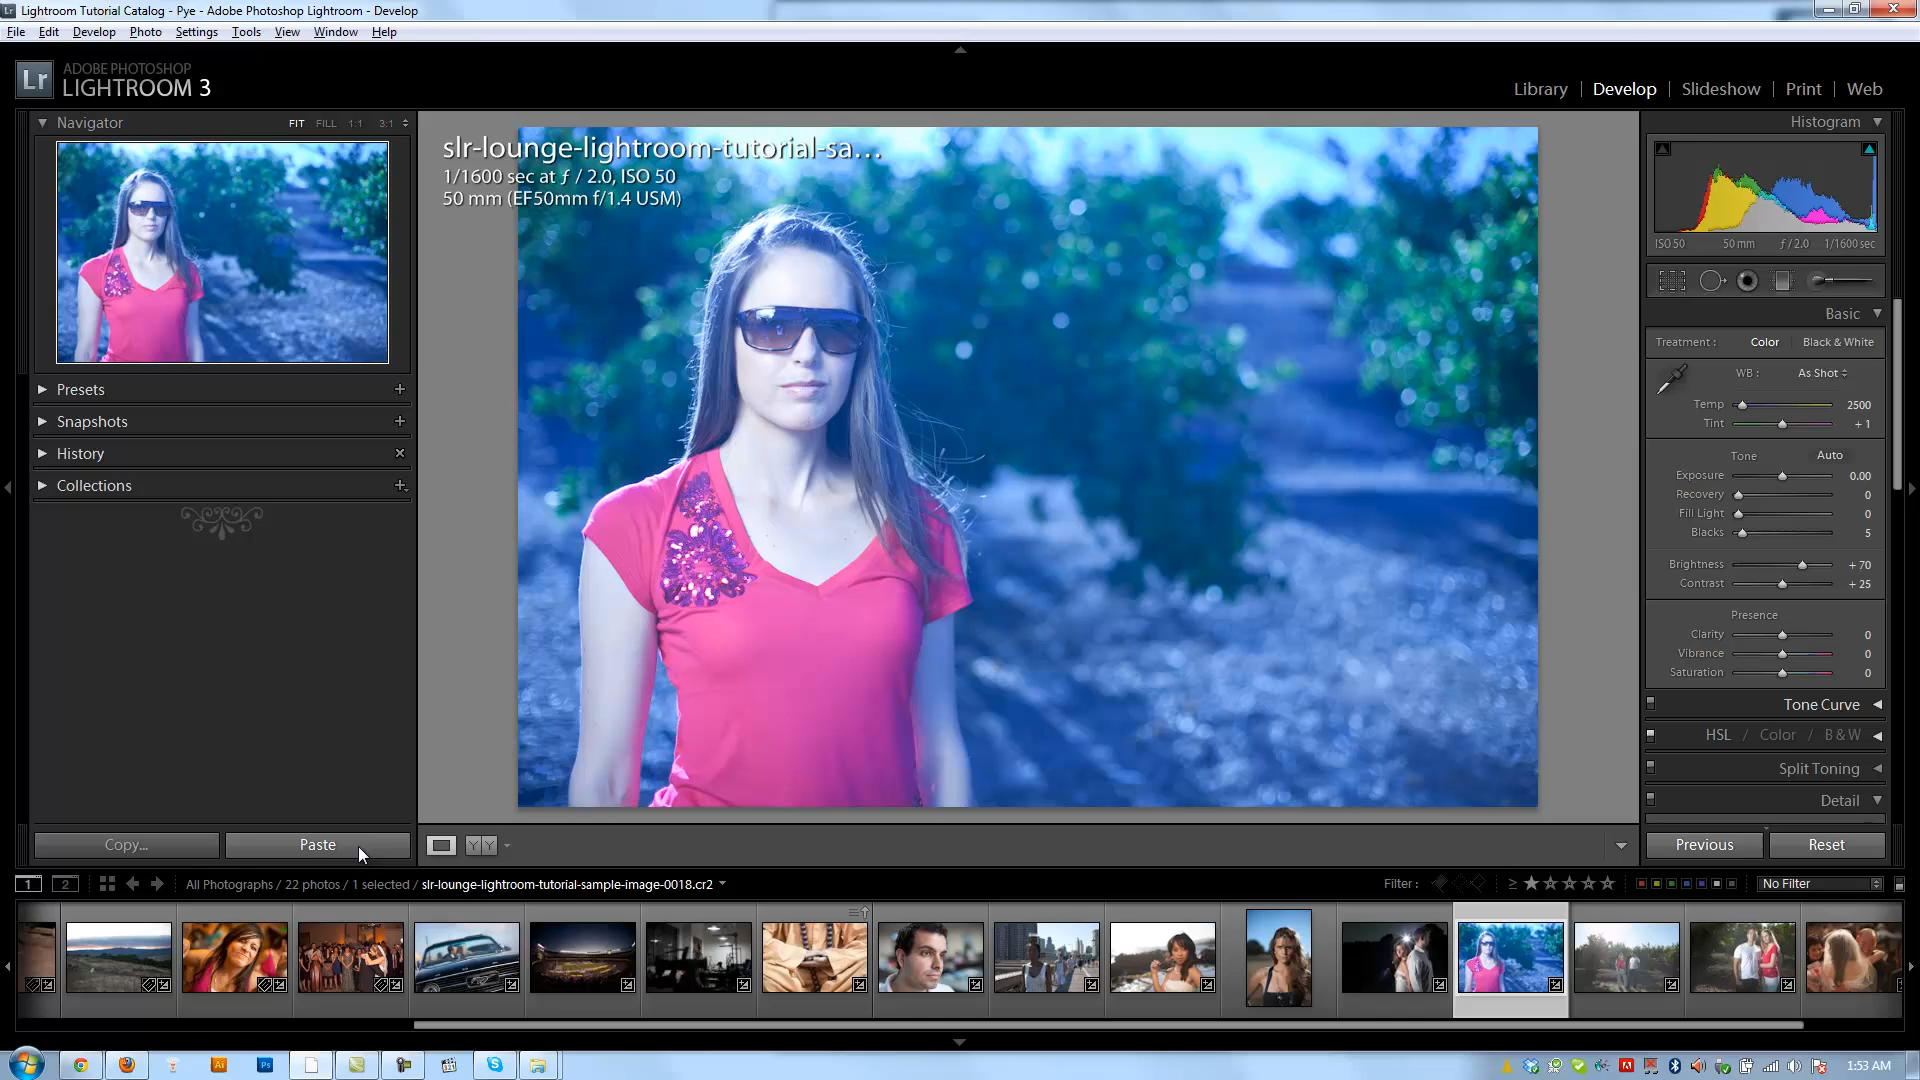 Lightroom Tutorial Catalog - Pye - Adobe Photoshop Lightroom - Develop
File Edit Develop Photo Settings Tools View Window Help
Lr ADOBE PHOTOSHOP
LIGHTROOM 3
Library | Develop | Slideshow | Print | Web
Navigator FIT FILL 1:1 3:1
Presets
Snapshots
History
Collections
Copy... Paste
slr-lounge-lightroom-tutorial-sa...
1/1600 sec at ƒ / 2.0, ISO 50
50 mm (EF50mm f/1.4 USM)
Histogram
ISO 50 50 mm ƒ / 2.0 1/1600 sec
Basic
Treatment : Color Black & White
WB : As Shot
Temp 2500
Tint + 1
Tone Auto
Exposure 0.00
Recovery 0
Fill Light 0
Blacks 5
Brightness + 70
Contrast + 25
Presence
Clarity 0
Vibrance 0
Saturation 0
Tone Curve
HSL / Color / B & W
Split Toning
Detail
Previous Reset
1 2 All Photographs / 22 photos / 1 selected / slr-lounge-lightroom-tutorial-sample-image-0018.cr2
Filter : ≥ No Filter
Ai Ps S
1:53 AM